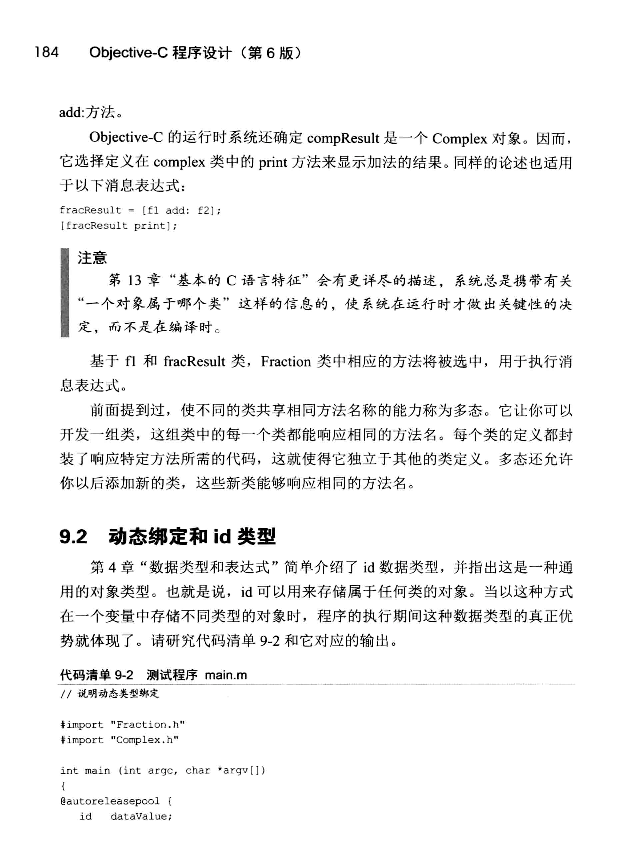 184 Objective-C 程序设计（第 6 版）
add:方法。
Objective-C 的运行时系统还确定 compResult 是一个 Complex 对象。因而，
它选择定义在 complex 类中的 print 方法来显示加法的结果。同样的论述也适用
于以下消息表达式：
fracResult = [f1 add: f2];
[fracResult print];
注意
第 13 章“基本的 C 语言特征”会有更详尽的描述，系统总是携带有关
“一个对象属于哪个类”这样的信息的，使系统在运行时才做出关键性的决
定，而不是在编译时。
基于 f1 和 fracResult 类，Fraction 类中相应的方法将被选中，用于执行消
息表达式。
前面提到过，使不同的类共享相同方法名称的能力称为多态。它让你可以
开发一组类，这组类中的每一个类都能响应相同的方法名。每个类的定义都封
装了响应特定方法所需的代码，这就使得它独立于其他的类定义。多态还允许
你以后添加新的类，这些新类能够响应相同的方法名。
9.2 动态绑定和 id 类型
第 4 章“数据类型和表达式”简单介绍了 id 数据类型，并指出这是一种通
用的对象类型。也就是说，id 可以用来存储属于任何类的对象。当以这种方式
在一个变量中存储不同类型的对象时，程序的执行期间这种数据类型的真正优
势就体现了。请研究代码清单 9-2 和它对应的输出。
代码清单 9-2 测试程序 main.m
// 说明动态类型绑定
#import "Fraction.h"
#import "Complex.h"
int main (int argc, char *argv[])
{
@autoreleasepool {
id dataValue;